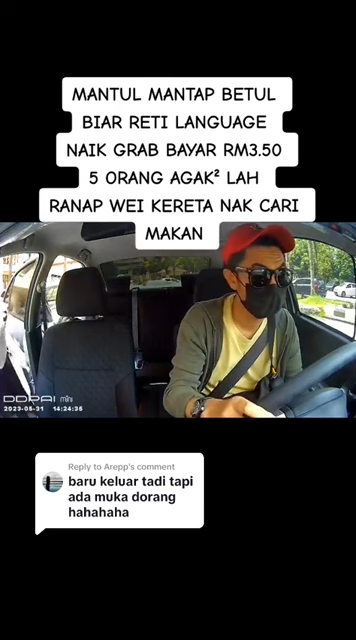 MANTUL MANTAP BETUL
BIAR RETI LANGUAGE
NAIK GRAB BAYAR RM3.50
5 ORANG AGAK² LAH
RANAP WEI KERETA NAK CARI
MAKAN
DDPAI mini
2023-05-31 14:24:35
Reply to Arepp's comment
baru keluar tadi tapi
ada muka dorang
hahahaha